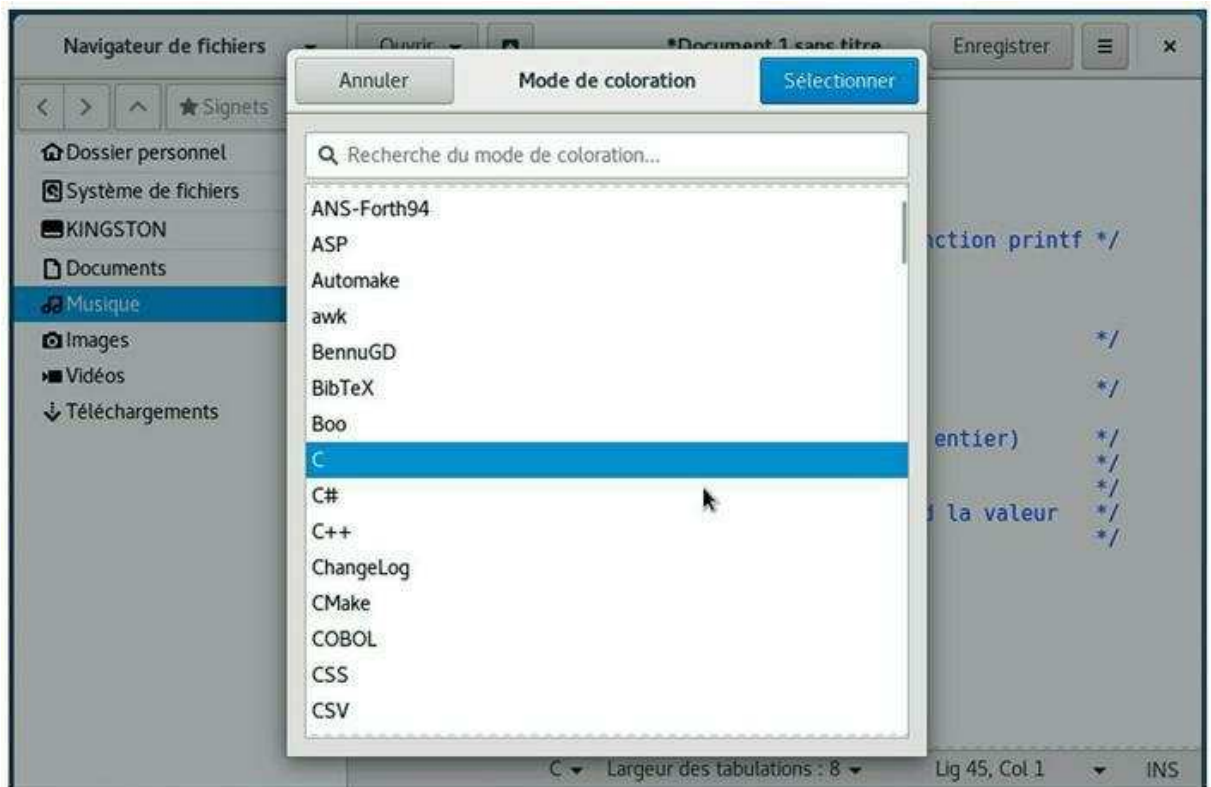 Navigateur de fichiers
Ouvrir
*Document 1 sans titre
Enregistrer
Annuler
Mode de coloration
Sélectionner
Signets
Recherche du mode de coloration...
Dossier personnel
Système de fichiers
KINGSTON
Documents
Musique
Images
Vidéos
Téléchargements
ANS-Forth94
ASP
Automake
awk
BennuGD
BibTeX
Boo
C
C#
C++
ChangeLog
CMake
COBOL
CSS
CSV
printf */
*/
*/
entier) */
*/
*/
la valeur */
*/
C
Largeur des tabulations : 8
Lig 45, Col 1
INS